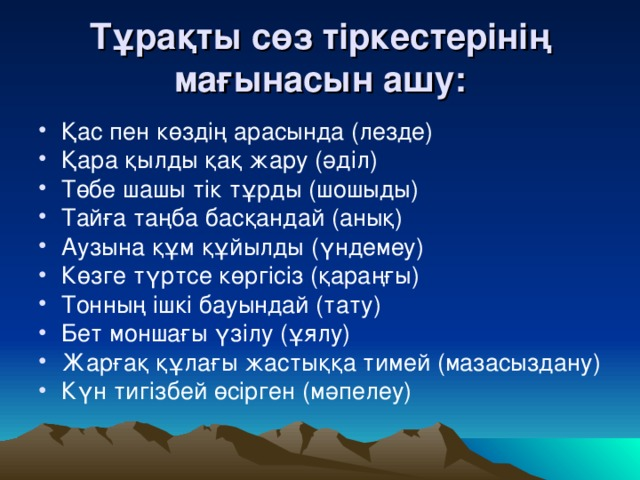 Тұрақты сөз тіркестерінің
мағынасын ашу:
• Қас пен көздің арасында (лезде)
• Қара қылды қақ жару (әділ)
• Төбе шашы тік тұрды (шошыды)
• Тайға таңба басқандай (анық)
• Аузына құм құйылды (үндемеу)
• Көзге түртсе көргісіз (қараңғы)
• Тонның ішкі бауындай (тату)
• Бет моншағы үзілу (ұялу)
• Жарғақ құлағы жастыққа тимей (мазасыздану)
• Күн тигізбей өсірген (мәпелеу)